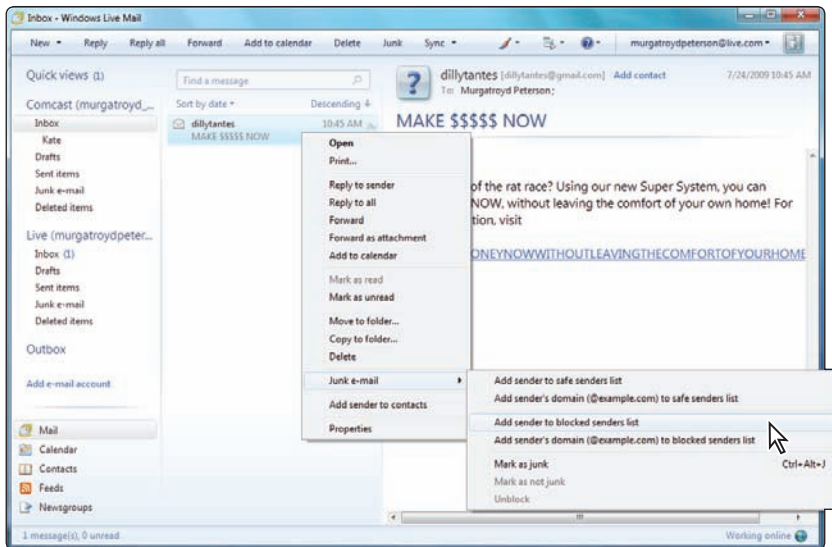 Inbox - Windows Live Mail
New Reply Reply all Forward Add to calendar Delete Junk Sync murgatroydpeterson@live.com
Quick views (1)
Comcast (murgatroyd_...
Inbox
Kate
Drafts
Sent items
Junk e-mail
Deleted items
Live (murgatroydpeter...
Inbox (1)
Drafts
Sent items
Junk e-mail
Deleted items
Outbox
Add e-mail account
Mail
Calendar
Contacts
Feeds
Newsgroups
Find a message
Sort by date Descending
dillytantes 10:45 AM
MAKE $$$$$ NOW
dillytantes [dillytantes@gmail.com] Add contact 7/24/2009 10:45 AM
To: Murgatroyd Peterson;
MAKE $$$$$ NOW
of the rat race? Using our new Super System, you can
NOW, without leaving the comfort of your own home! For
tion, visit
ONEYNOWWITHOUTLEAVINGTHECOMFORTOFYOURHOME
Open
Print...
Reply to sender
Reply to all
Forward
Forward as attachment
Add to calendar
Mark as read
Mark as unread
Move to folder...
Copy to folder...
Delete
Junk e-mail
Add sender to contacts
Properties
Add sender to safe senders list
Add sender's domain (@example.com) to safe senders list
Add sender to blocked senders list
Add sender's domain (@example.com) to blocked senders list
Mark as junk Ctrl+Alt+J
Mark as not junk
Unblock
1 message(s), 0 unread
Working online